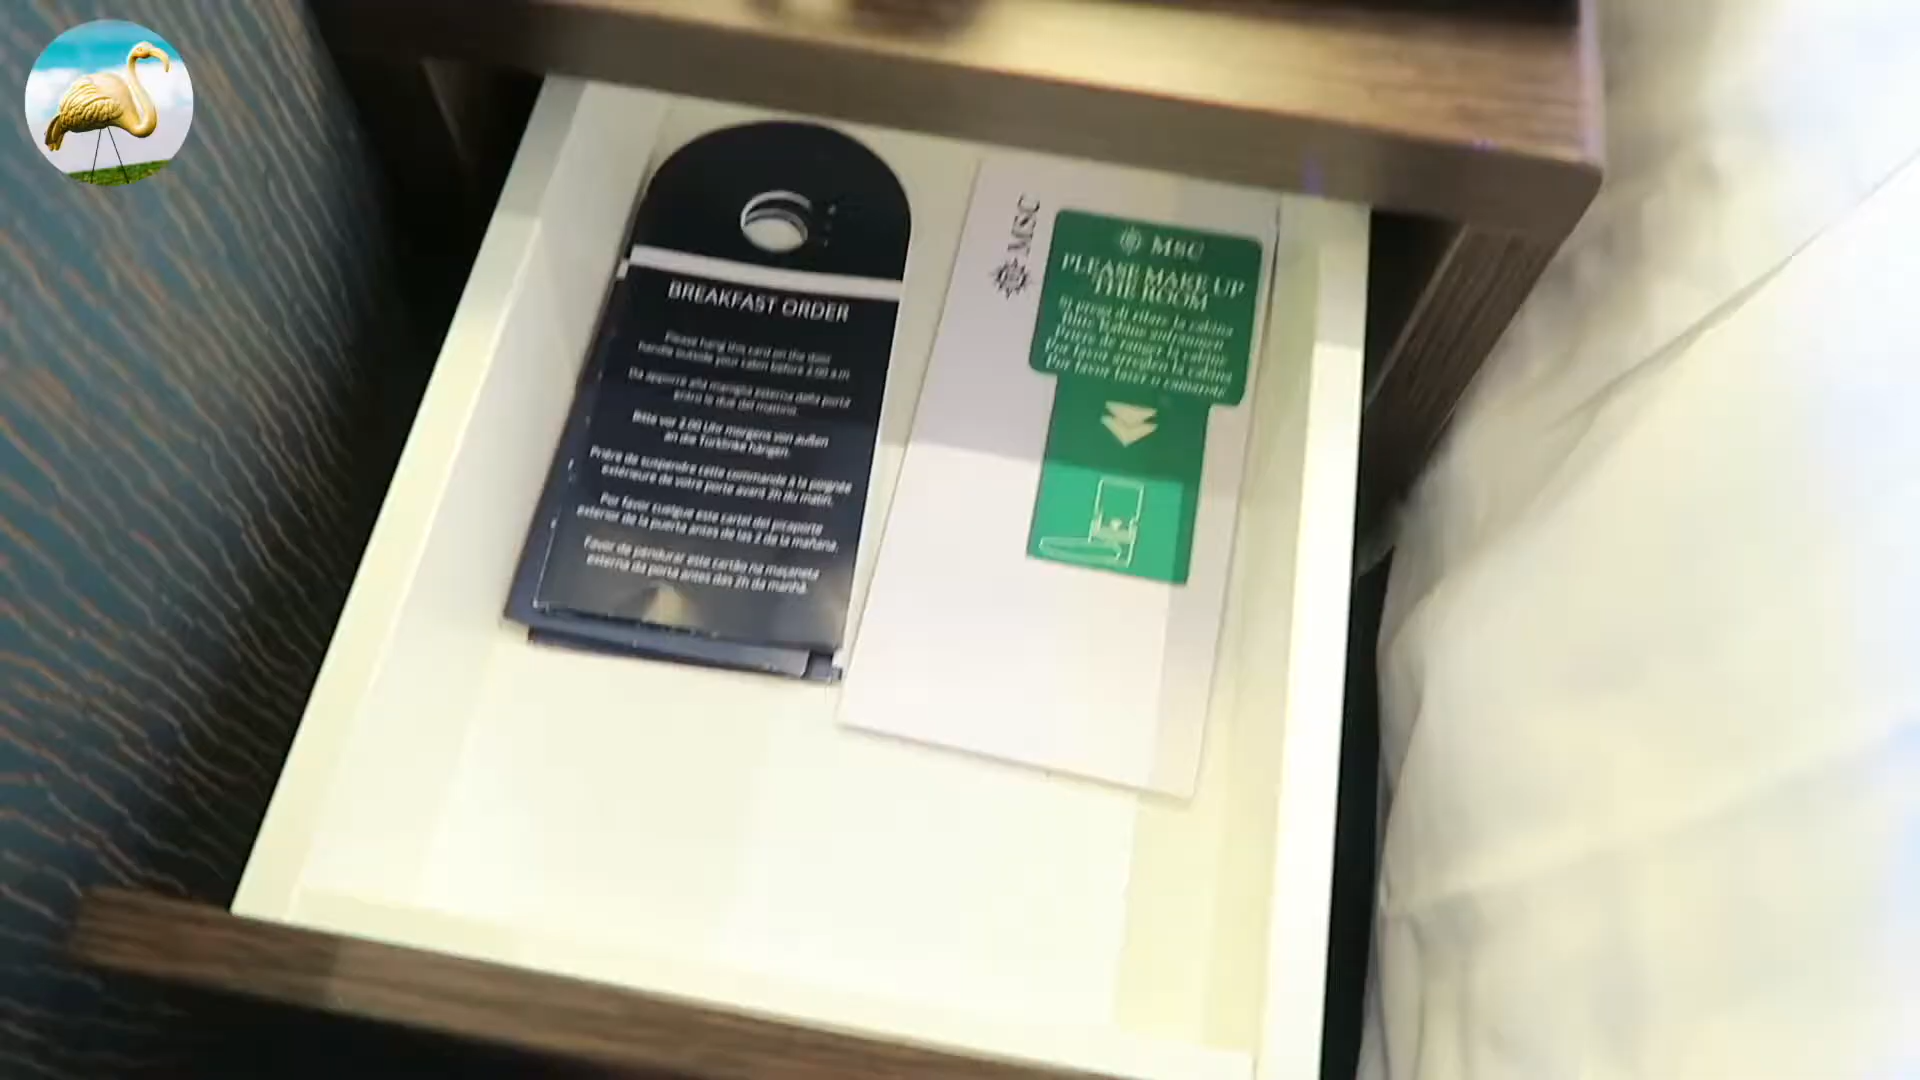 BREAKFAST ORDER
Please hang this card on the door
handle outside your cabin before 2:00 a.m
Da apporre alla maniglia esterna della porta
entro le due del mattino.
Bitte vor 2.00 Uhr morgens von außen
an die Türklinke hängen.
Prière de suspendre cette commande à la poignée
extérieure de votre porte avant 2h du matin.
Por favor cuelgue este cartel del picaporte
exterior de la puerta antes de las 2 de la mañana.
Favor de pendurar este cartão na maçaneta
externa da porta antes das 2h da manhã.
MSC
MSC
PLEASE MAKE UP
THE ROOM
Si prega di rifare la cabina
Bitte Kabine aufräumen
Prière de ranger la cabine
Por favor arreglen la cabina
Por favor fazer o camarote